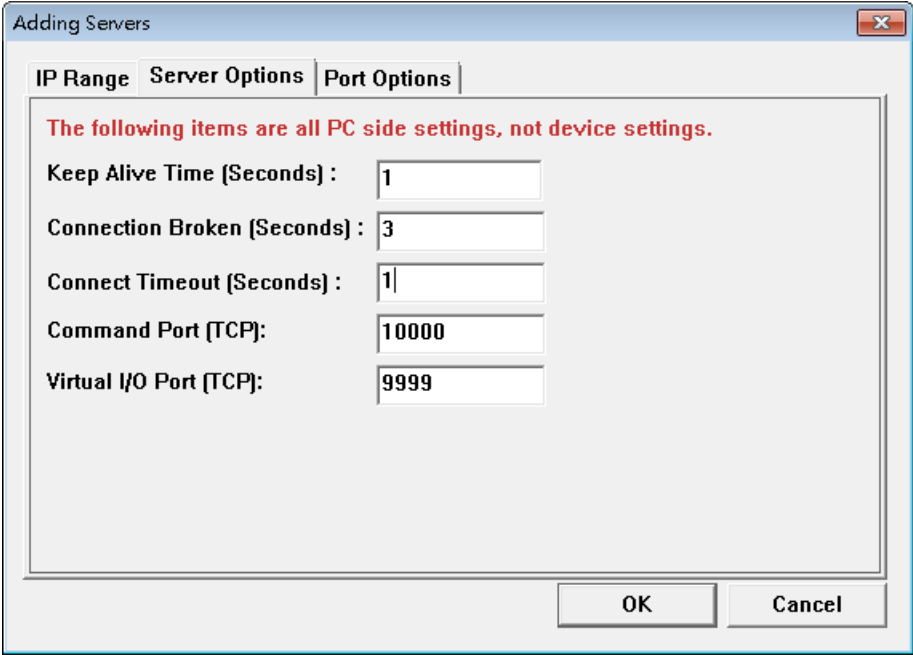 Adding Servers
IP Range Server Options Port Options
The following items are all PC side settings, not device settings.
Keep Alive Time (Seconds) : 1
Connection Broken (Seconds) : 3
Connect Timeout (Seconds) : 1
Command Port (TCP): 10000
Virtual I/O Port (TCP): 9999
OK Cancel